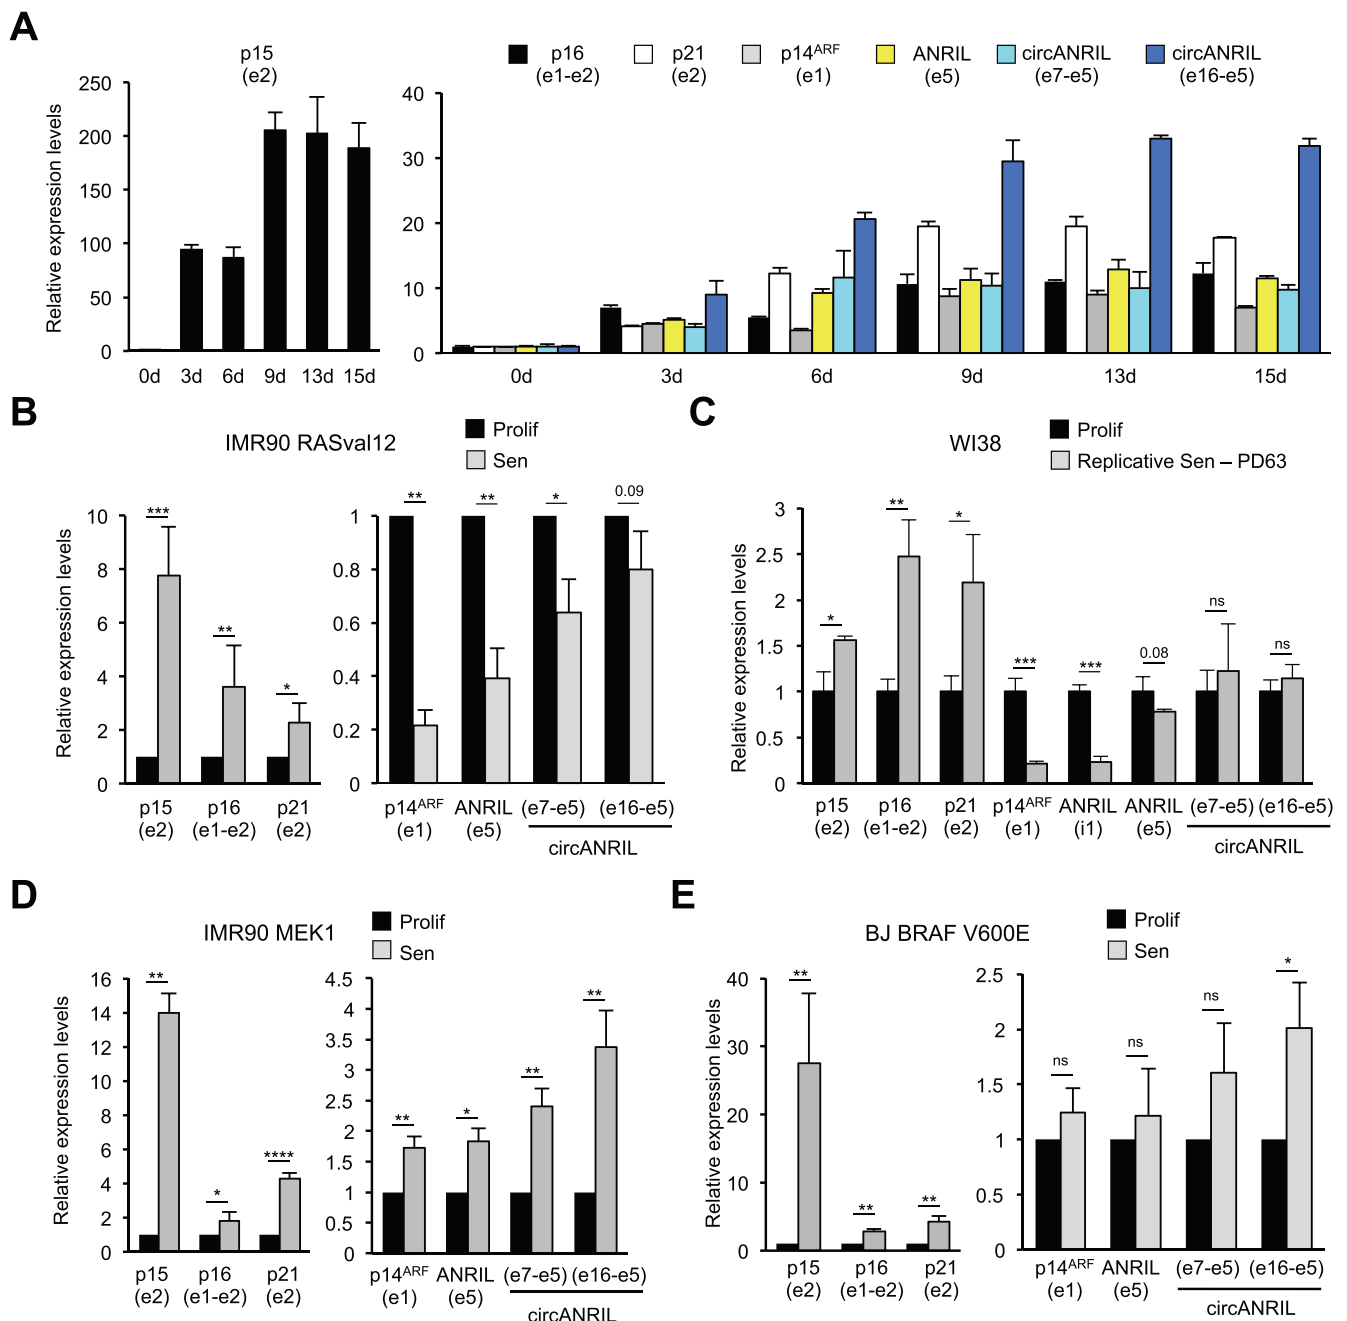 A
p15
(e2)
p16
(e1-e2)
p21
(e2)
p14ARF
(e1)
ANRIL
(e5)
circANRIL
(e7-e5)
circANRIL
(e16-e5)
Relative expression levels
250
200
150
100
50
0
0d 3d 6d 9d 13d 15d
40
30
20
10
0
0d 3d 6d 9d 13d 15d
B
IMR90 RASval12
Prolif
Sen
Relative expression levels
10
8
6
4
2
0
*** ** *
p15
(e2)
p16
(e1-e2)
p21
(e2)
1
0.8
0.6
0.4
0.2
0
** ** * 0.09
p14ARF
(e1)
ANRIL
(e5)
(e7-e5) (e16-e5)
circANRIL
C
WI38
Prolif
Replicative Sen – PD63
Relative expression levels
3
2.5
2
1.5
1
0.5
0
* ** * *** *** 0.08 ns ns
p15
(e2)
p16
(e1-e2)
p21
(e2)
p14ARF
(e1)
ANRIL
(i1)
ANRIL
(e5)
(e7-e5) (e16-e5)
circANRIL
D
IMR90 MEK1
Prolif
Sen
Relative expression levels
16
14
12
10
8
6
4
2
0
** * ****
p15
(e2)
p16
(e1-e2)
p21
(e2)
4.5
4
3.5
3
2.5
2
1.5
1
0.5
0
** * ** **
p14ARF
(e1)
ANRIL
(e5)
(e7-e5) (e16-e5)
circANRIL
E
BJ BRAF V600E
Prolif
Sen
Relative expression levels
40
30
20
10
0
** ** **
p15
(e2)
p16
(e1-e2)
p21
(e2)
2.5
2
1.5
1
0.5
0
ns ns ns *
p14ARF
(e1)
ANRIL
(e5)
(e7-e5) (e16-e5)
circANRIL